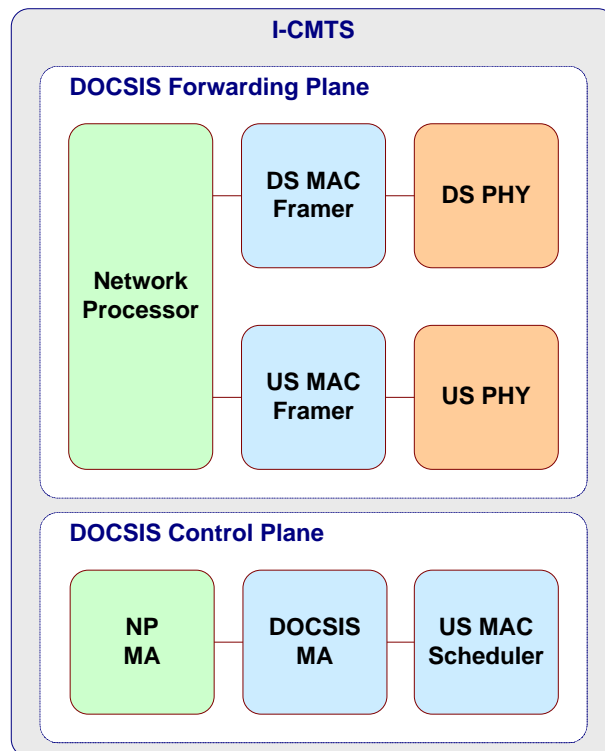 I-CMTS
DOCSIS Forwarding Plane
Network
Processor
DS MAC
Framer
DS PHY
US MAC
Framer
US PHY
DOCSIS Control Plane
NP
MA
DOCSIS
MA
US MAC
Scheduler